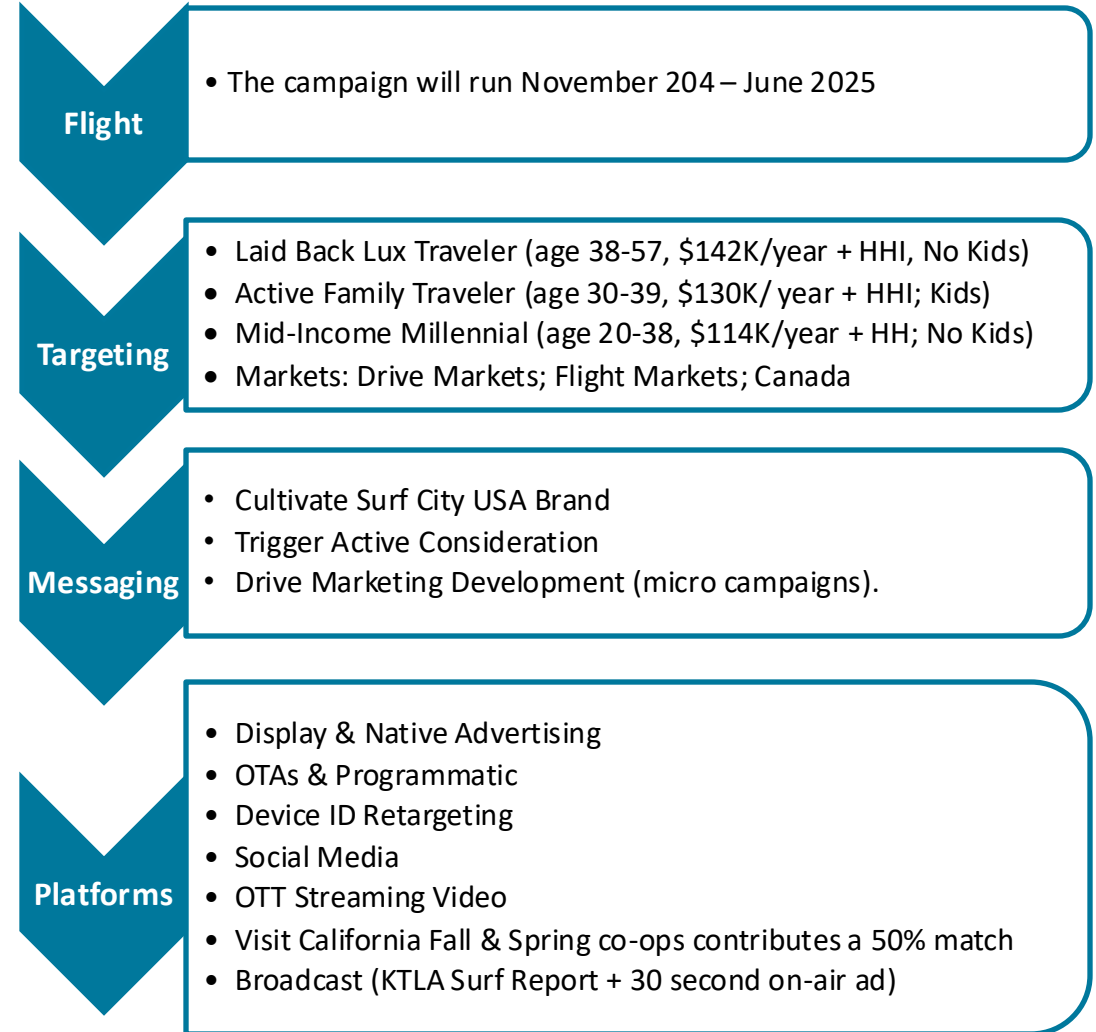 Flight
• The campaign will run November 204 – June 2025
Targeting
• Laid Back Lux Traveler (age 38-57, $142K/year + HHI, No Kids)
• Active Family Traveler (age 30-39, $130K/ year + HHI; Kids)
• Mid-Income Millennial (age 20-38, $114K/year + HH; No Kids)
• Markets: Drive Markets; Flight Markets; Canada
Messaging
• Cultivate Surf City USA Brand
• Trigger Active Consideration
• Drive Marketing Development (micro campaigns).
Platforms
• Display & Native Advertising
• OTAs & Programmatic
• Device ID Retargeting
• Social Media
• OTT Streaming Video
• Visit California Fall & Spring co-ops contributes a 50% match
• Broadcast (KTLA Surf Report + 30 second on-air ad)